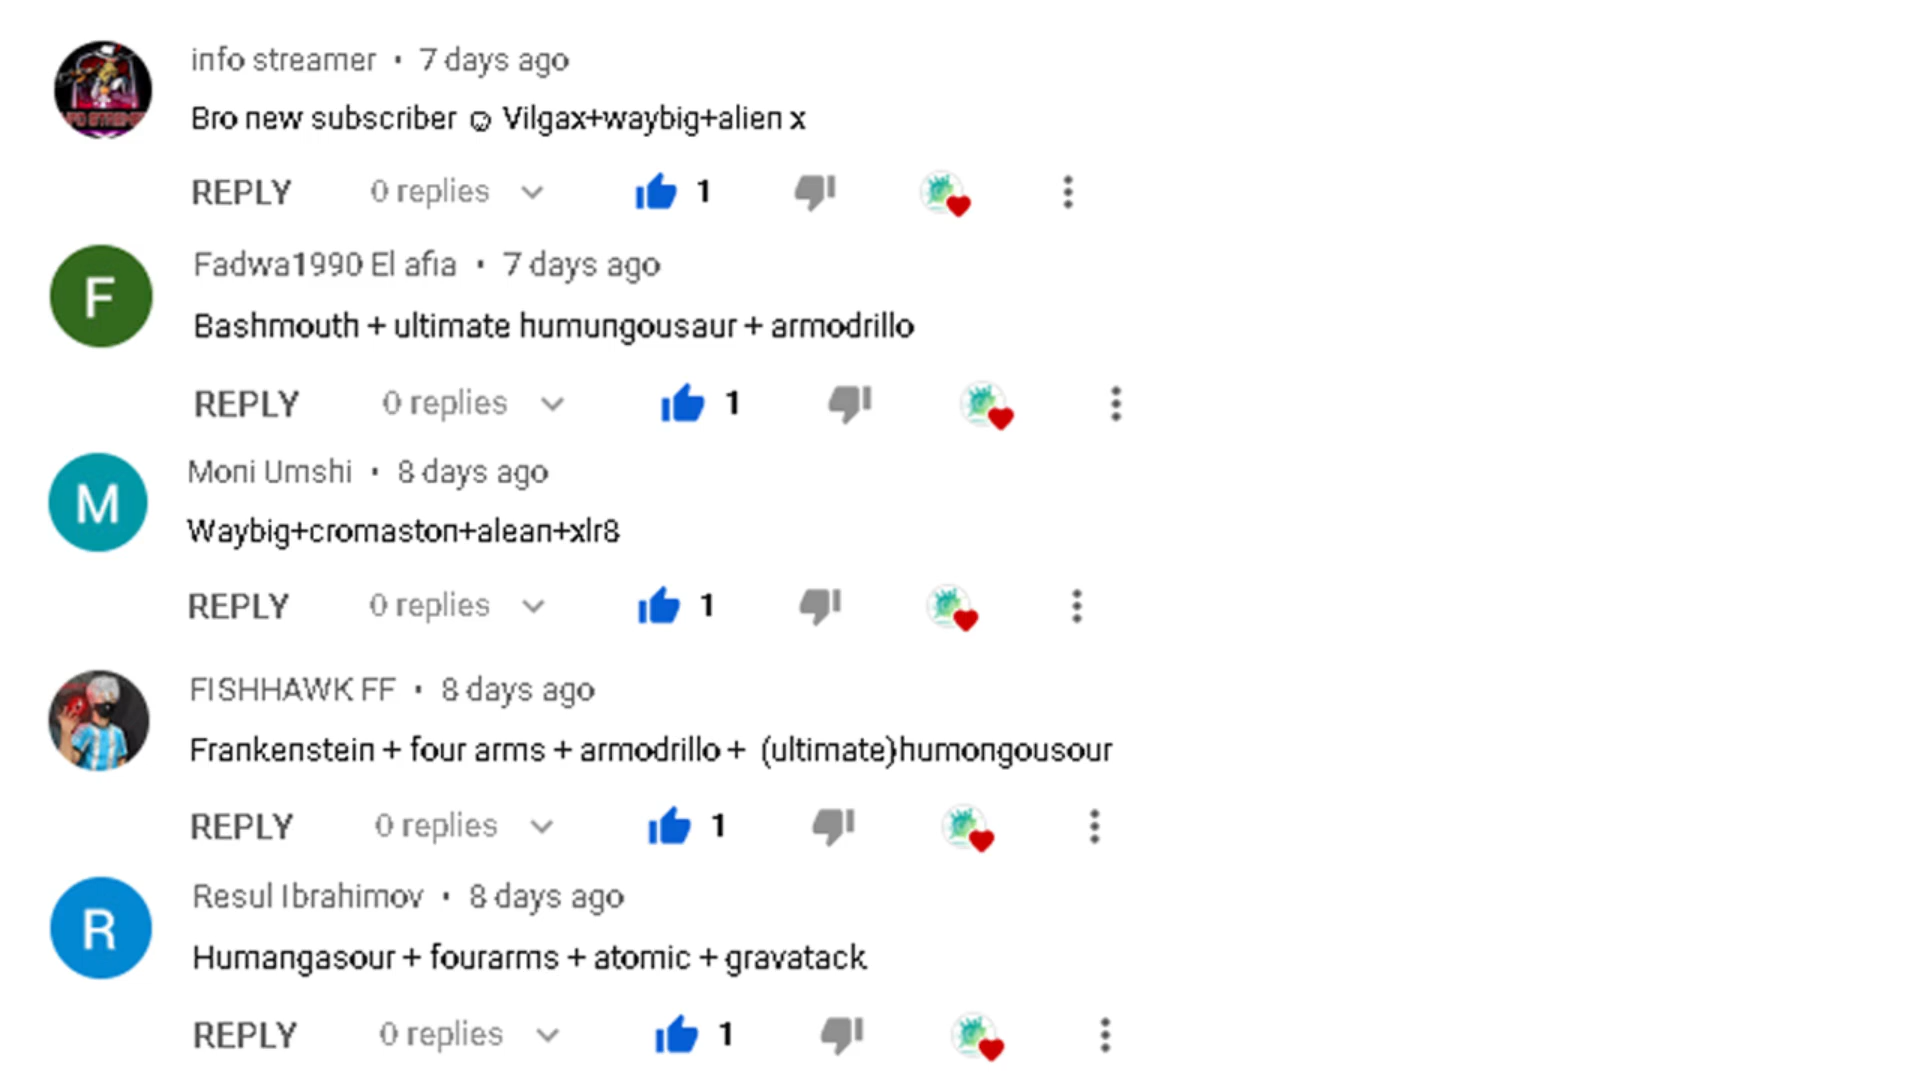 info streamer • 7 days ago
Bro new subscriber ☺ Vilgax+waybig+alien x
REPLY 0 replies 1
F
Fadwa1990 El afia • 7 days ago
Bashmouth + ultimate humungousaur + armodrillo
REPLY 0 replies 1
M
Moni Umshi • 8 days ago
Waybig+cromaston+alean+xlr8
REPLY 0 replies 1
FISHHAWK FF • 8 days ago
Frankenstein + four arms + armodrillo + (ultimate)humongousour
REPLY 0 replies 1
R
Resul Ibrahimov • 8 days ago
Humangasour + fourarms + atomic + gravatack
REPLY 0 replies 1